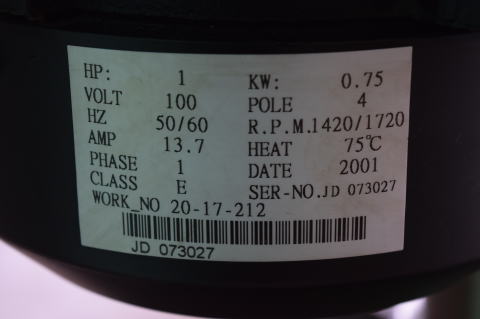 HP: 1 KW: 0.75
VOLT 100 POLE 4
HZ 50/60 R.P.M.1420/1720
AMP 13.7 HEAT 75℃
PHASE 1 DATE 2001
CLASS E SER-NO.JD 073027
WORK_NO 20-17-212
JD 073027